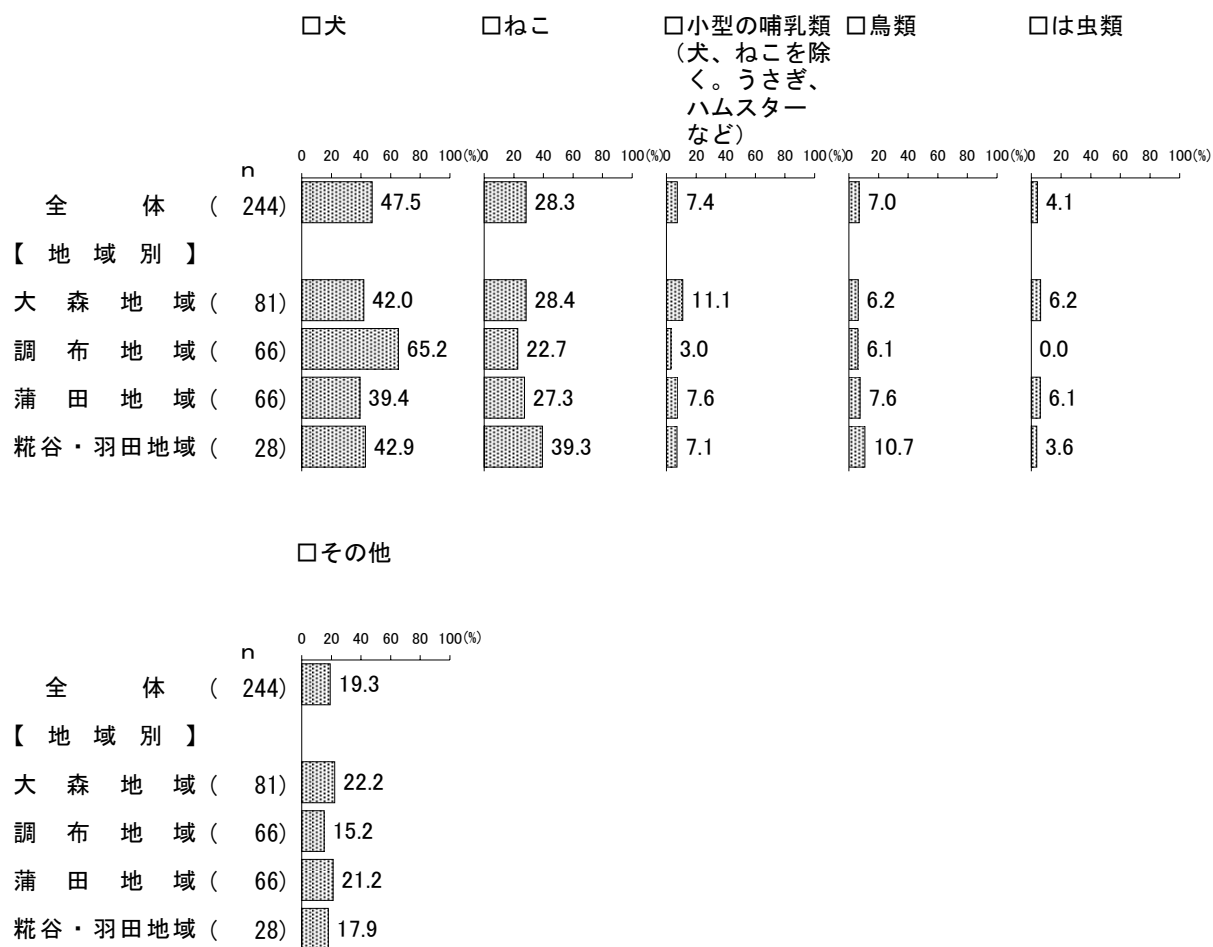 □犬 □ねこ □小型の哺乳類 □鳥類 □は虫類
（犬、ねこを除
く。うさぎ、
ハムスター
など）
n 0 20 40 60 80 100(%) 0 20 40 60 80 100(%) 0 20 40 60 80 100(%) 0 20 40 60 80 100(%) 0 20 40 60 80 100(%)
全体 ( 244) 47.5 28.3 7.4 7.0 4.1
【地域別】
大森地域 ( 81) 42.0 28.4 11.1 6.2 6.2
調布地域 ( 66) 65.2 22.7 3.0 6.1 0.0
蒲田地域 ( 66) 39.4 27.3 7.6 7.6 6.1
糀谷・羽田地域 ( 28) 42.9 39.3 7.1 10.7 3.6
□その他
n 0 20 40 60 80 100(%)
全体 ( 244) 19.3
【地域別】
大森地域 ( 81) 22.2
調布地域 ( 66) 15.2
蒲田地域 ( 66) 21.2
糀谷・羽田地域 ( 28) 17.9